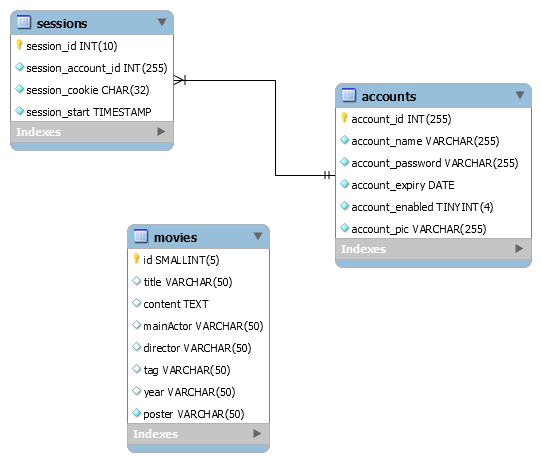 sessions
session_id INT(10)
session_account_id INT(255)
session_cookie CHAR(32)
session_start TIMESTAMP
Indexes
accounts
account_id INT(255)
account_name VARCHAR(255)
account_password VARCHAR(255)
account_expiry DATE
account_enabled TINYINT(4)
account_pic VARCHAR(255)
Indexes
movies
id SMALLINT(5)
title VARCHAR(50)
content TEXT
mainActor VARCHAR(50)
director VARCHAR(50)
tag VARCHAR(50)
year VARCHAR(50)
poster VARCHAR(50)
Indexes